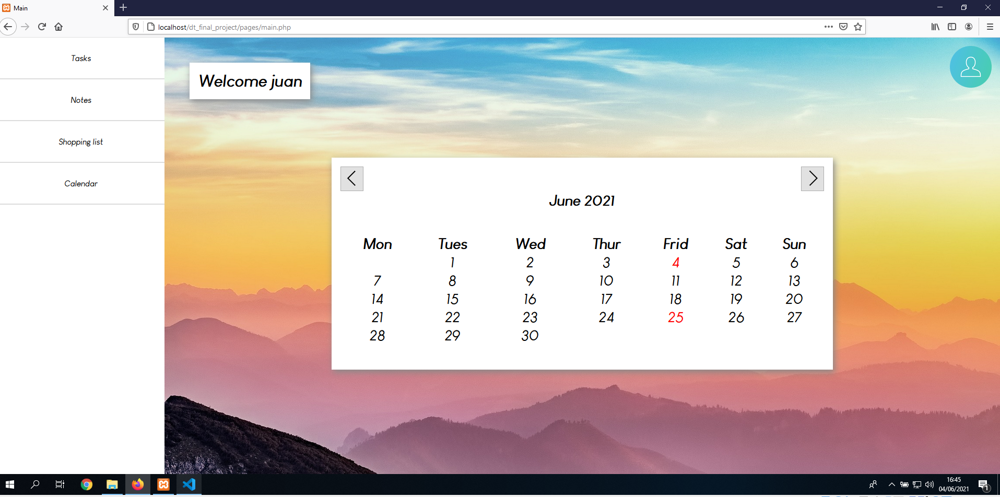 Main
localhost/dt_final_project/pages/main.php
Tasks
Notes
Shopping list
Calendar
Welcome juan
June 2021
Mon Tues Wed Thur Frid Sat Sun
1 2 3 4 5 6
7 8 9 10 11 12 13
14 15 16 17 18 19 20
21 22 23 24 25 26 27
28 29 30
16:45
04/06/2021
1